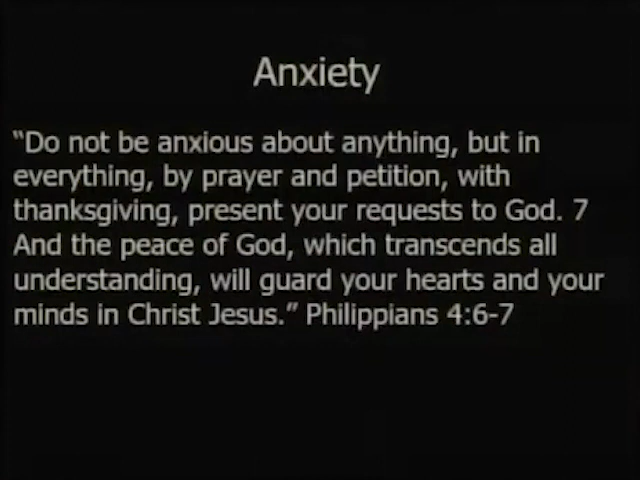 Anxiety
“Do not be anxious about anything, but in
everything, by prayer and petition, with
thanksgiving, present your requests to God. 7
And the peace of God, which transcends all
understanding, will guard your hearts and your
minds in Christ Jesus.” Philippians 4:6-7